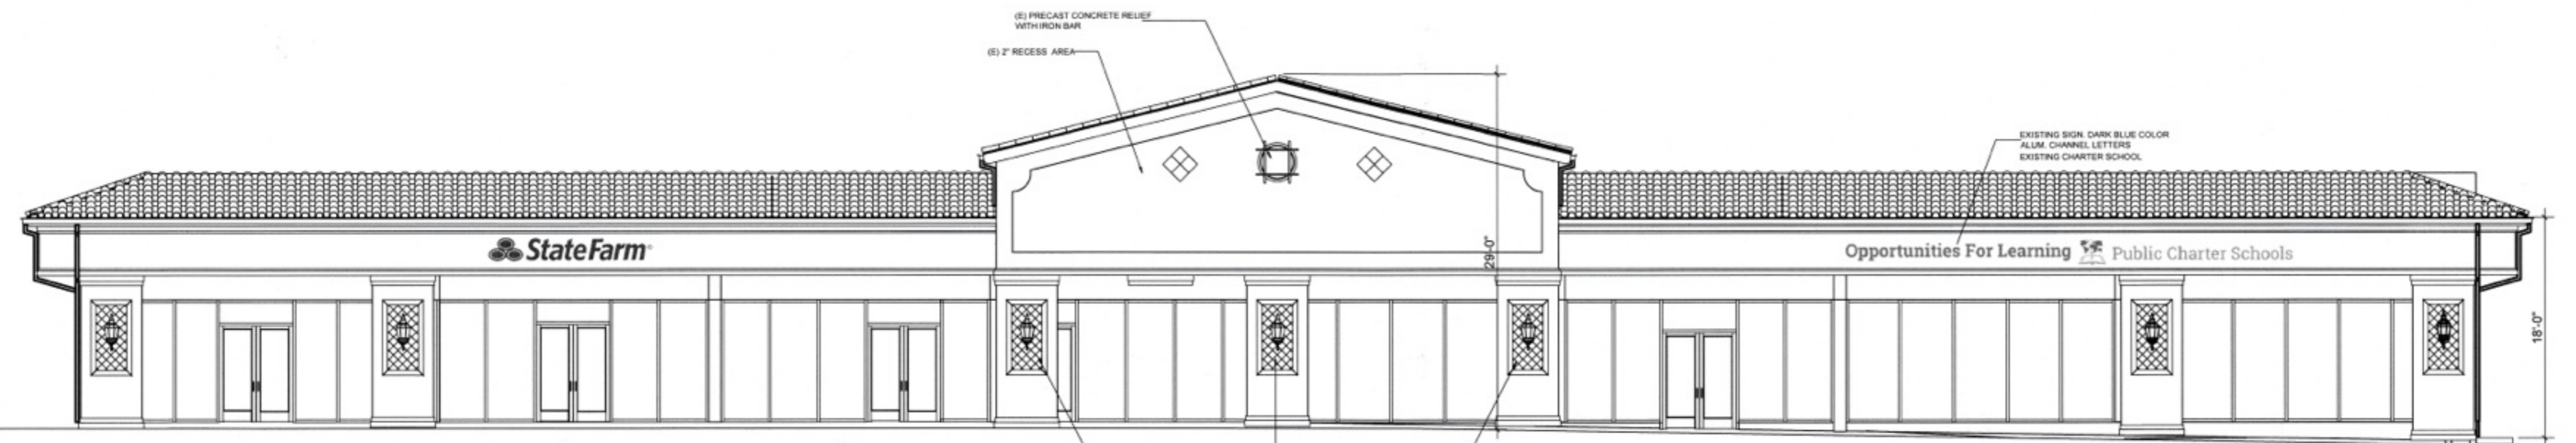 (E) PRECAST CONCRETE RELIEF
WITH IRON BAR
(E) 2" RECESS AREA
EXISTING SIGN. DARK BLUE COLOR
ALUM. CHANNEL LETTERS
EXISTING CHARTER SCHOOL
29'-0"
StateFarm
Opportunities For Learning Public Charter Schools
18'-0"